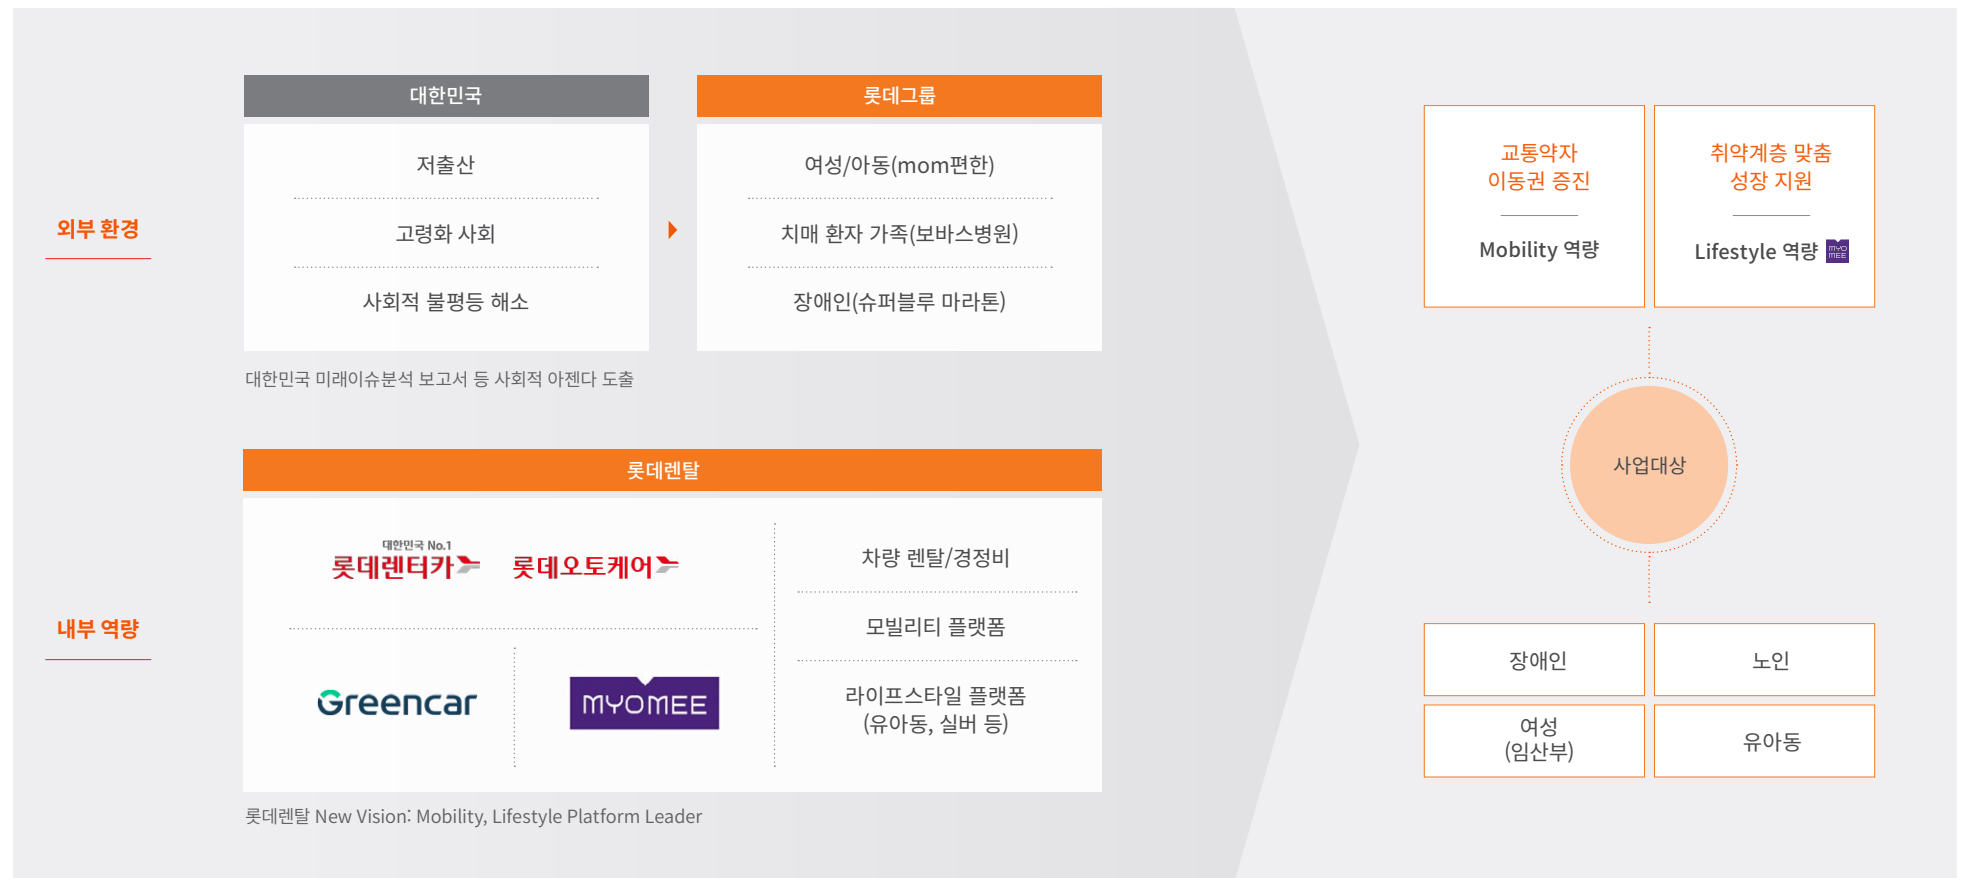 외부 환경
대한민국
저출산
고령화 사회
사회적 불평등 해소
롯데그룹
여성/아동(mom편한)
치매 환자 가족(보바스병원)
장애인(슈퍼블루 마라톤)
대한민국 미래이슈분석 보고서 등 사회적 아젠다 도출
내부 역량
롯데렌탈
대한민국 No.1
롯데렌터카
롯데오토케어
Greencar
MYOMEE
차량 렌탈/경정비
모빌리티 플랫폼
라이프스타일 플랫폼
(유아동, 실버 등)
롯데렌탈 New Vision: Mobility, Lifestyle Platform Leader
교통약자
이동권 증진
Mobility 역량
취약계층 맞춤
성장 지원
Lifestyle 역량
MYO
MEE
사업대상
장애인
노인
여성
(임산부)
유아동